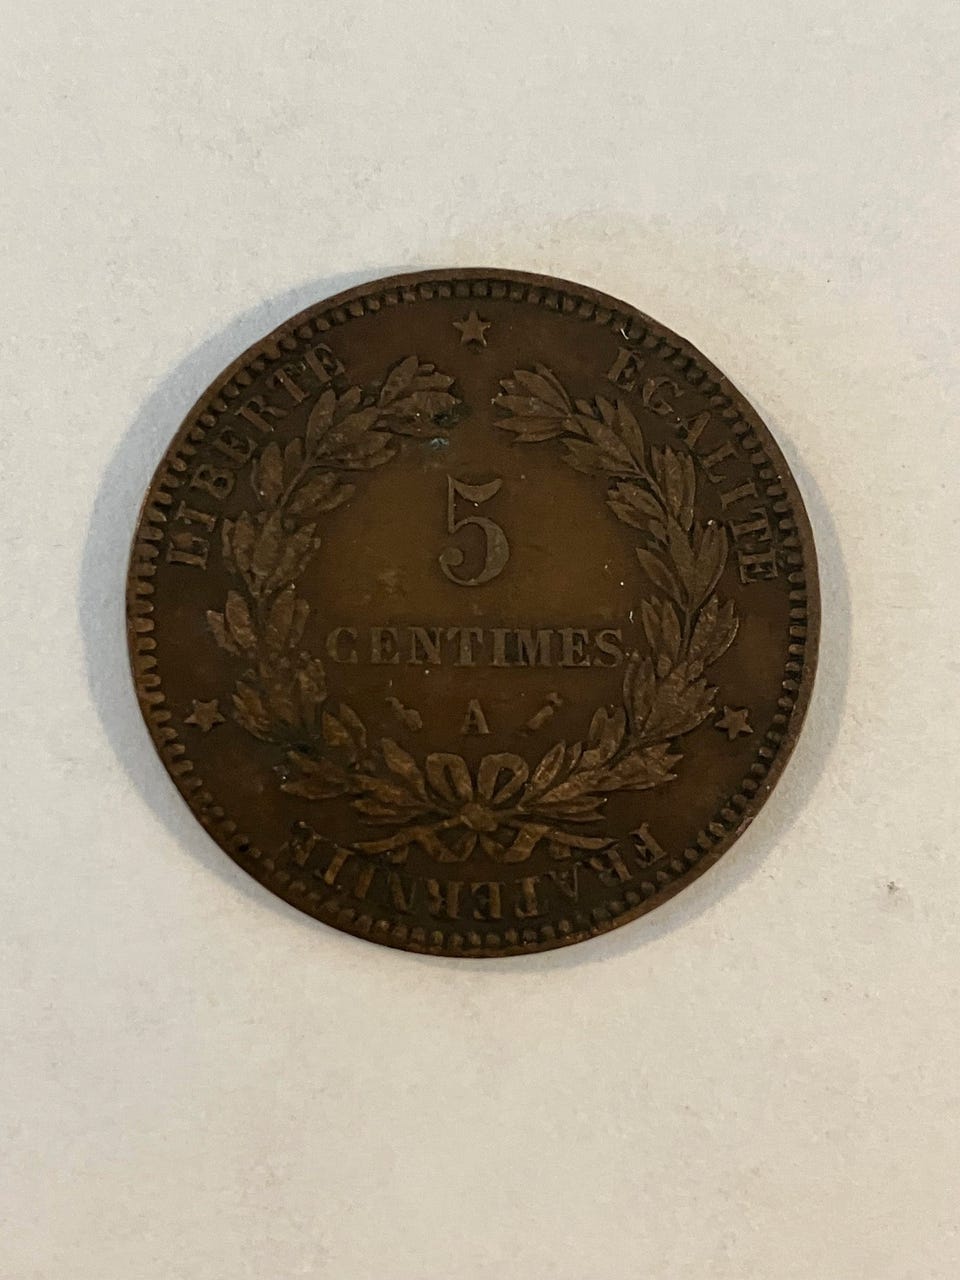 LIBERTE
EGALITE
5
CENTIMES
A
FRATERNITE